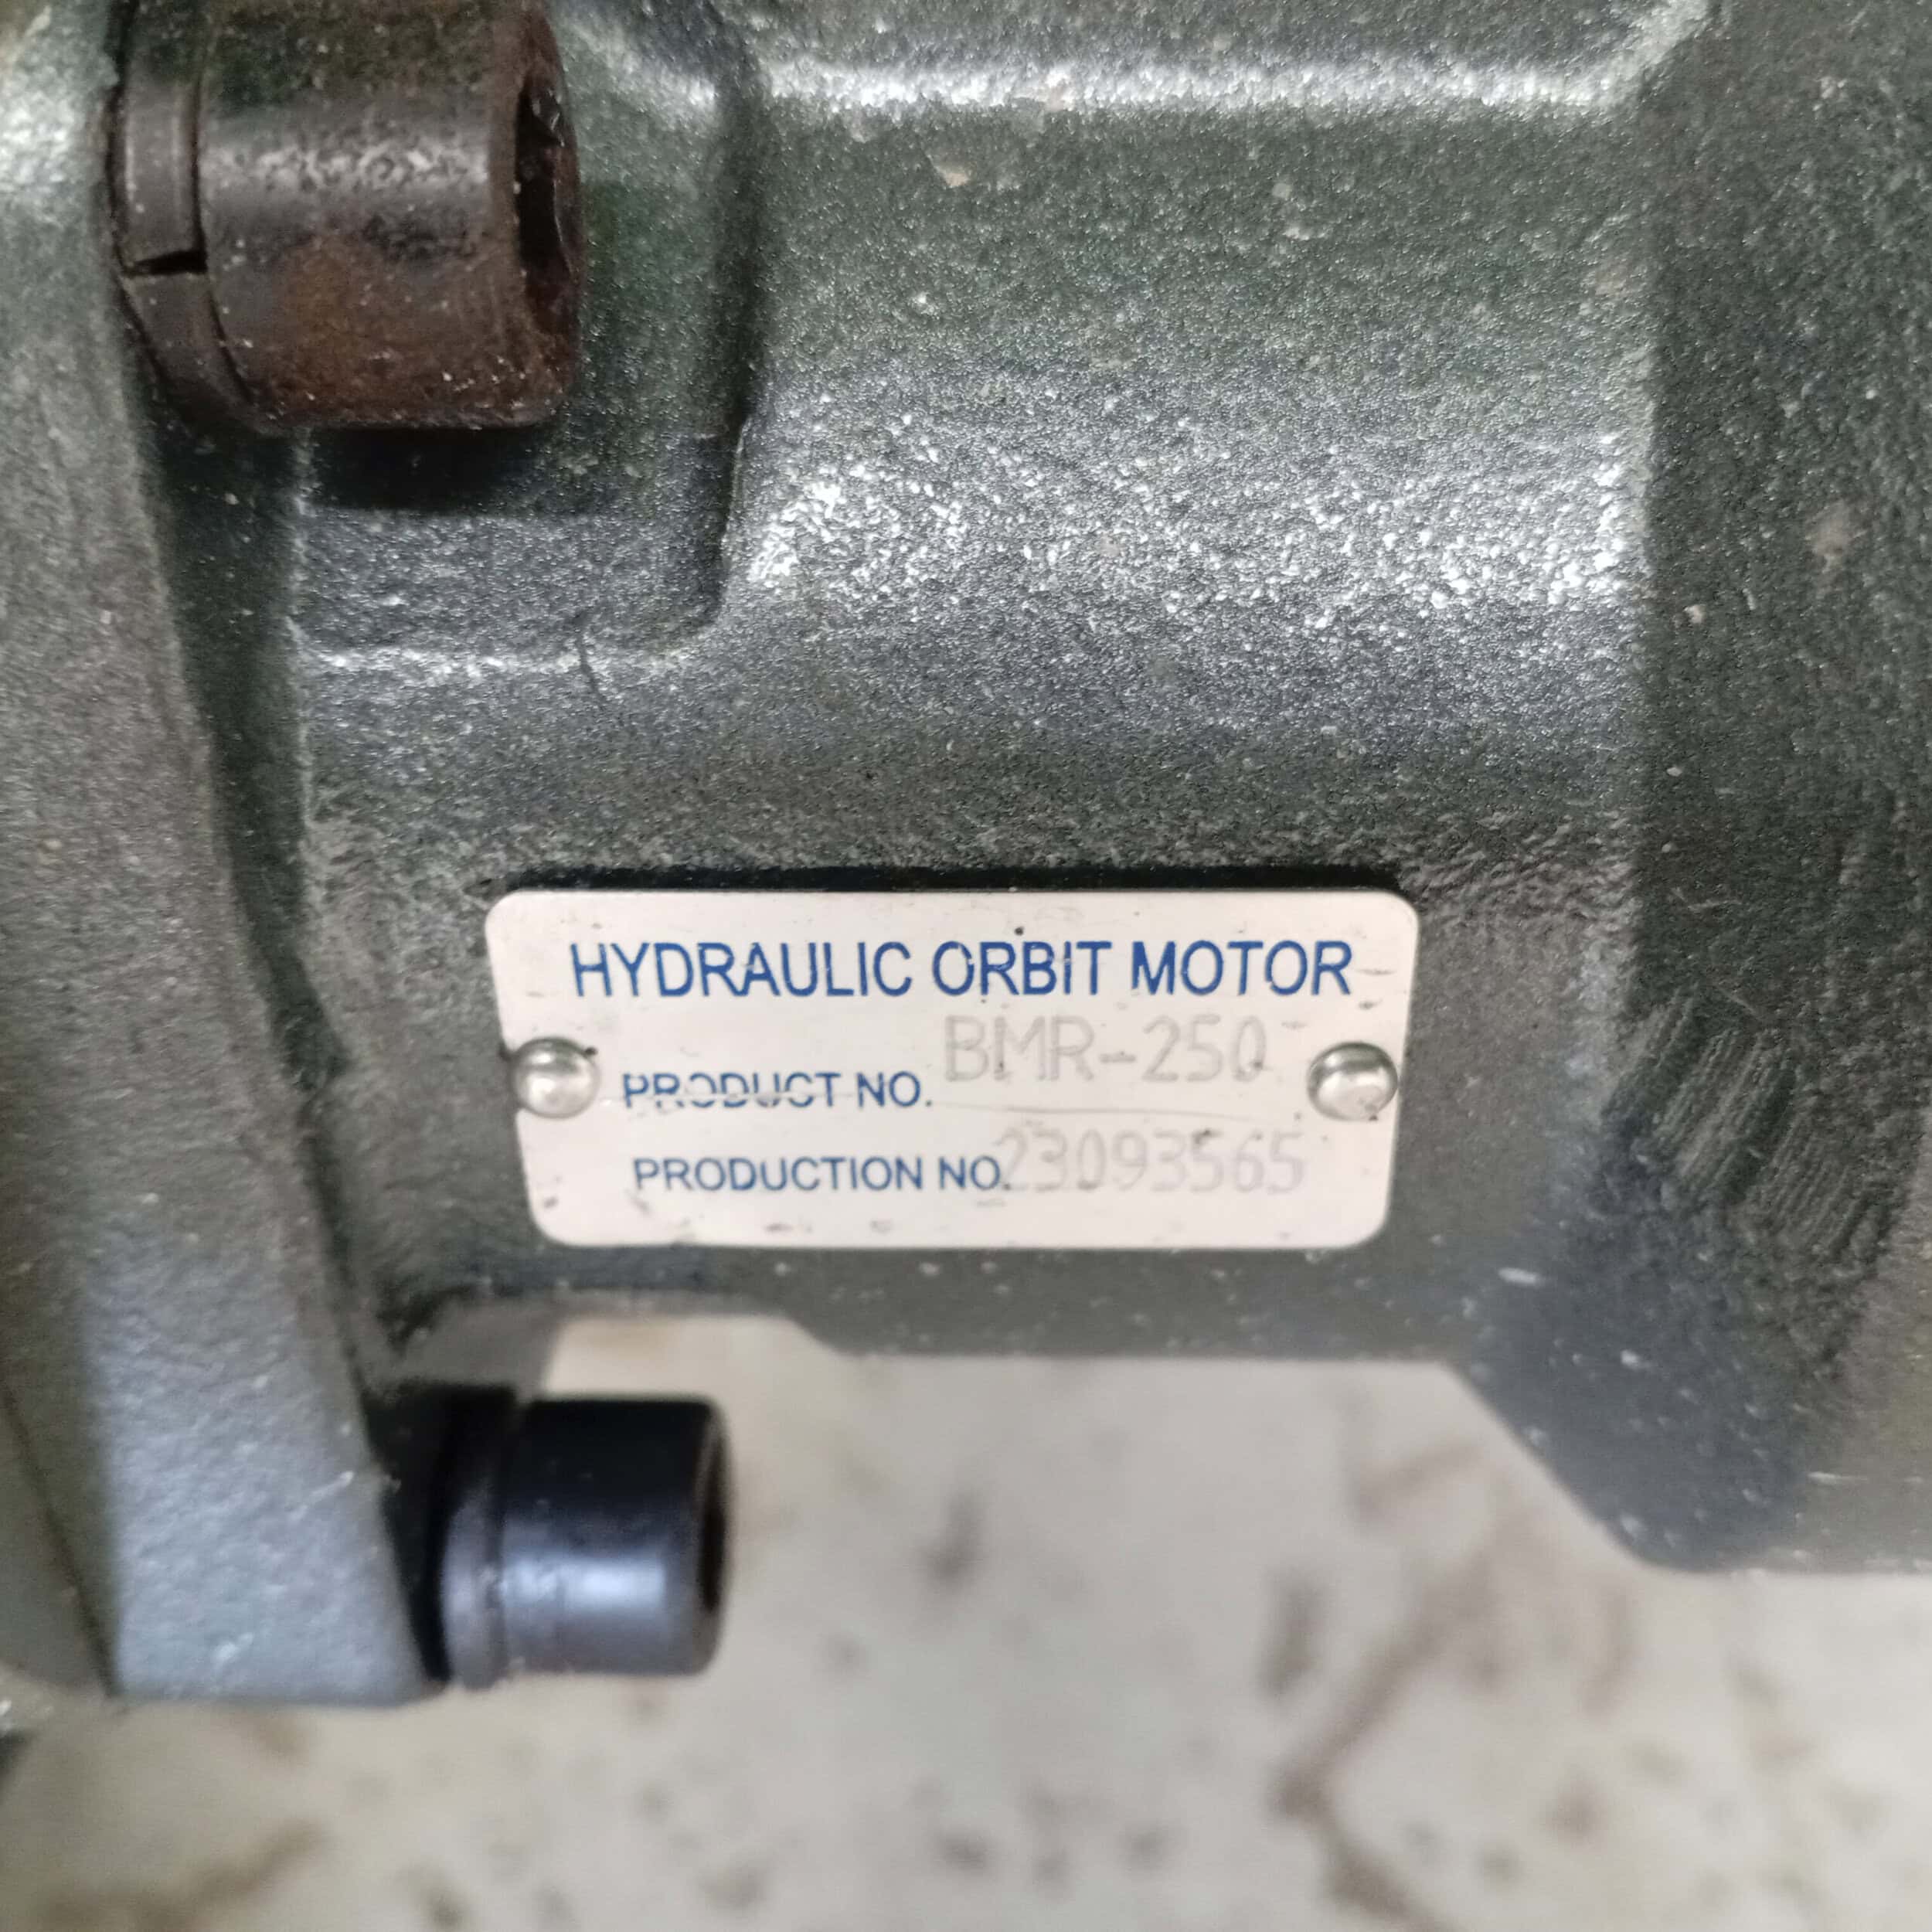 HYDRAULIC ORBIT MOTOR
PRODUCT NO. BMR-250
PRODUCTION NO. 23093565